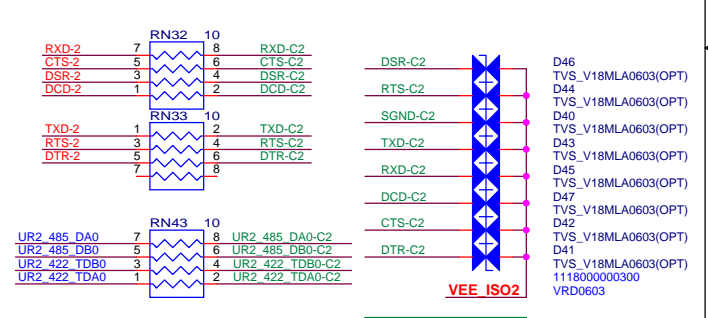 RN32 10
RXD-2 7 8 RXD-C2
CTS-2 5 6 CTS-C2
DSR-2 3 4 DSR-C2
DCD-2 1 2 DCD-C2
RN33 10
TXD-2 1 2 TXD-C2
RTS-2 3 4 RTS-C2
DTR-2 5 6 DTR-C2
7 8
RN43 10
UR2_485_DA0 7 8 UR2_485_DA0-C2
UR2_485_DB0 5 6 UR2_485_DB0-C2
UR2_422_TDB0 3 4 UR2_422_TDB0-C2
UR2_422_TDA0 1 2 UR2_422_TDA0-C2
DSR-C2 D46
TVS_V18MLA0603(OPT)
RTS-C2 D44
TVS_V18MLA0603(OPT)
SGND-C2 D40
TVS_V18MLA0603(OPT)
TXD-C2 D43
TVS_V18MLA0603(OPT)
RXD-C2 D45
TVS_V18MLA0603(OPT)
DCD-C2 D47
TVS_V18MLA0603(OPT)
CTS-C2 D42
TVS_V18MLA0603(OPT)
DTR-C2 D41
TVS_V18MLA0603(OPT)
1118000000300
VEE_ISO2 VRD0603